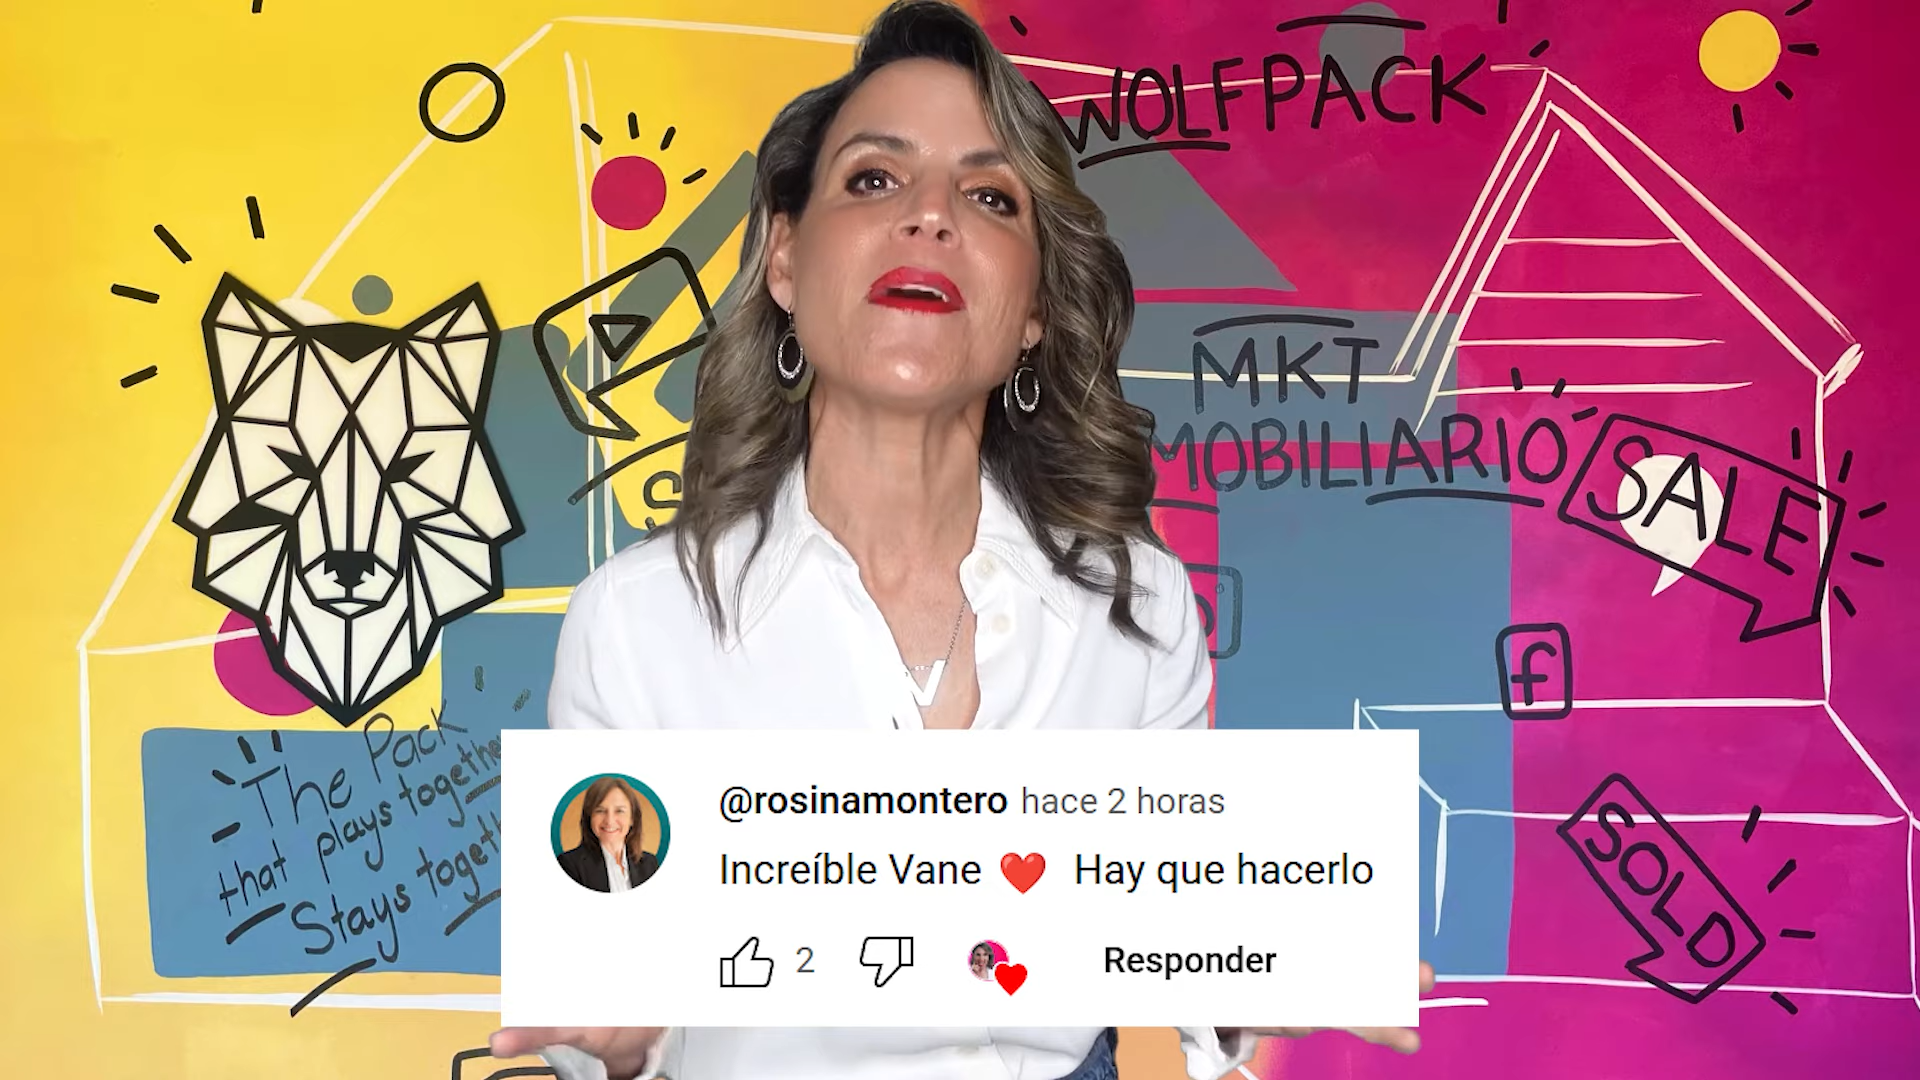 WOLFPACK
MKT
MOBILIARIO
SALE
S
f
The Pack
that plays together
Stays togeth
SOLD
@rosinamontero hace 2 horas
Increíble Vane ❤️ Hay que hacerlo
2
Responder